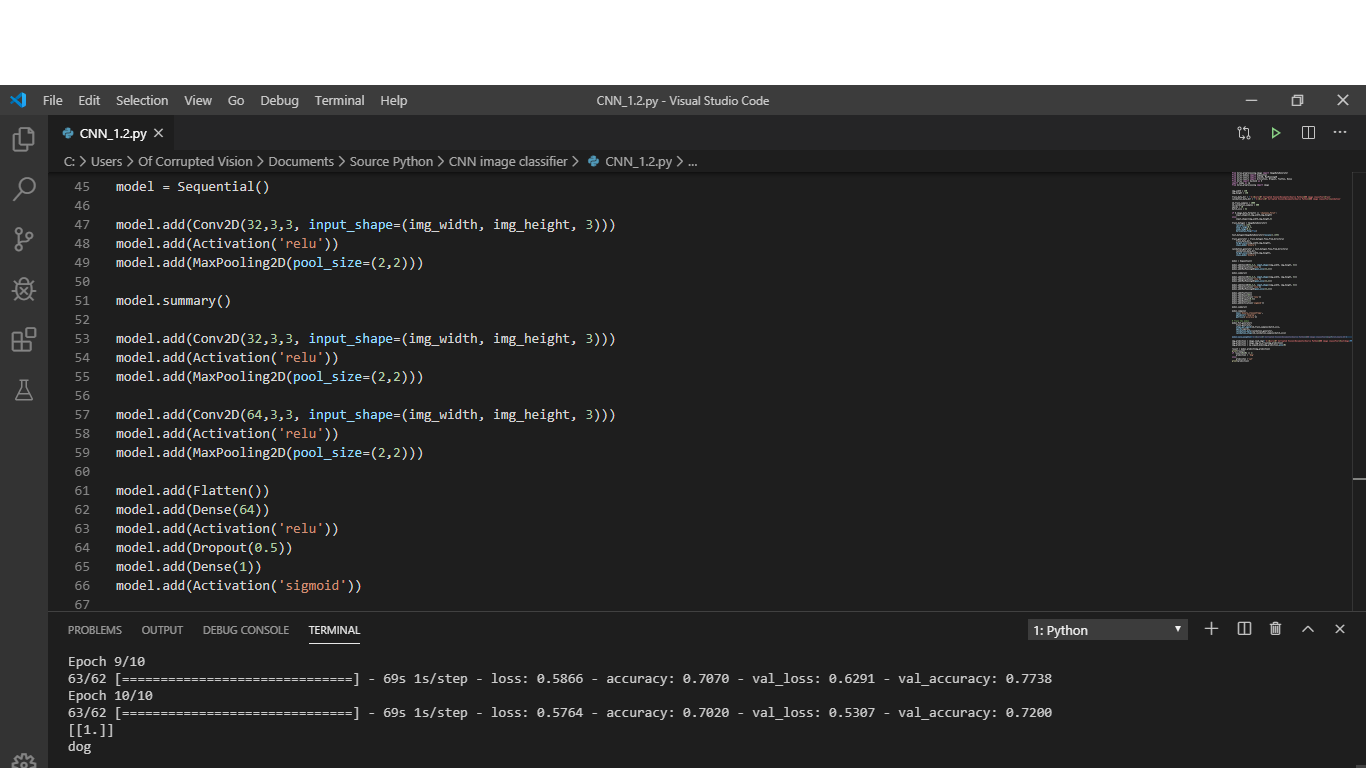 File Edit Selection View Go Debug Terminal Help CNN_1.2.py - Visual Studio Code
CNN_1.2.py
C: > Users > Of Corrupted Vision > Documents > Source Python > CNN image classifier > CNN_1.2.py > ...
45 model = Sequential()
46
47 model.add(Conv2D(32,3,3, input_shape=(img_width, img_height, 3)))
48 model.add(Activation('relu'))
49 model.add(MaxPooling2D(pool_size=(2,2)))
50
51 model.summary()
52
53 model.add(Conv2D(32,3,3, input_shape=(img_width, img_height, 3)))
54 model.add(Activation('relu'))
55 model.add(MaxPooling2D(pool_size=(2,2)))
56
57 model.add(Conv2D(64,3,3, input_shape=(img_width, img_height, 3)))
58 model.add(Activation('relu'))
59 model.add(MaxPooling2D(pool_size=(2,2)))
60
61 model.add(Flatten())
62 model.add(Dense(64))
63 model.add(Activation('relu'))
64 model.add(Dropout(0.5))
65 model.add(Dense(1))
66 model.add(Activation('sigmoid'))
67
PROBLEMS OUTPUT DEBUG CONSOLE TERMINAL 1: Python
Epoch 9/10
63/62 [==============================] - 69s 1s/step - loss: 0.5866 - accuracy: 0.7070 - val_loss: 0.6291 - val_accuracy: 0.7738
Epoch 10/10
63/62 [==============================] - 69s 1s/step - loss: 0.5764 - accuracy: 0.7020 - val_loss: 0.5307 - val_accuracy: 0.7200
[[1.]]
dog